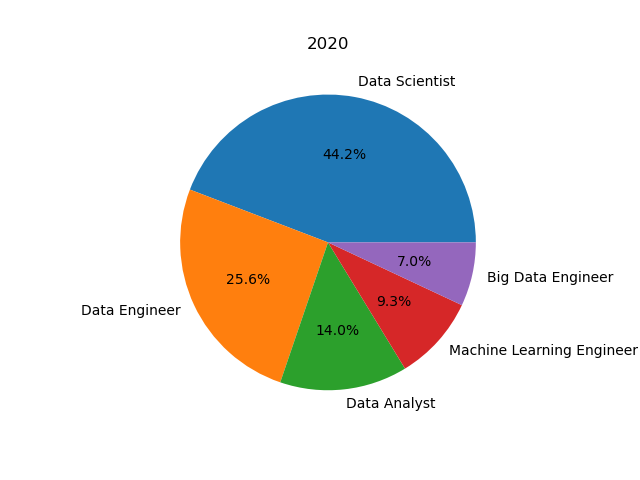 2020
Data Scientist
44.2%
7.0%
Big Data Engineer
25.6%
9.3%
Data Engineer
14.0%
Machine Learning Engineer
Data Analyst